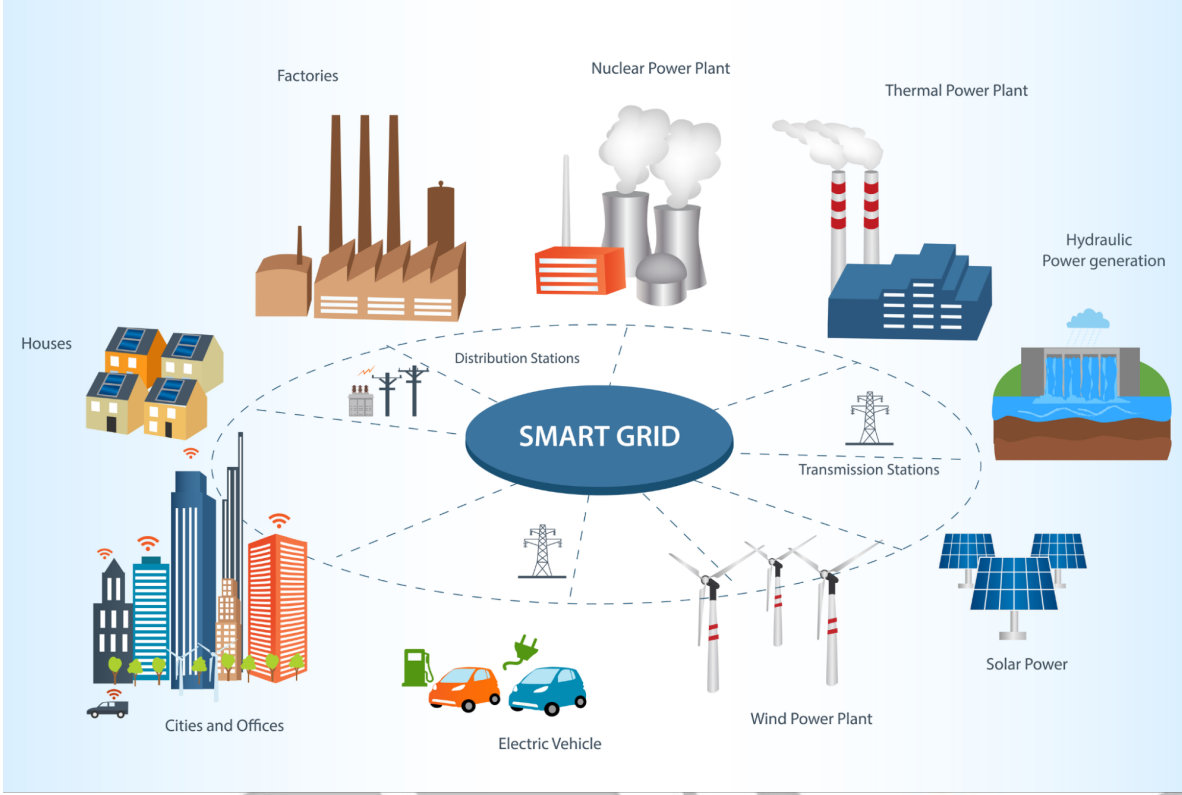 Factories
Nuclear Power Plant
Thermal Power Plant
Hydraulic
Power generation
Houses
Distribution Stations
SMART GRID
Transmission Stations
Solar Power
Wind Power Plant
Cities and Offices
Electric Vehicle